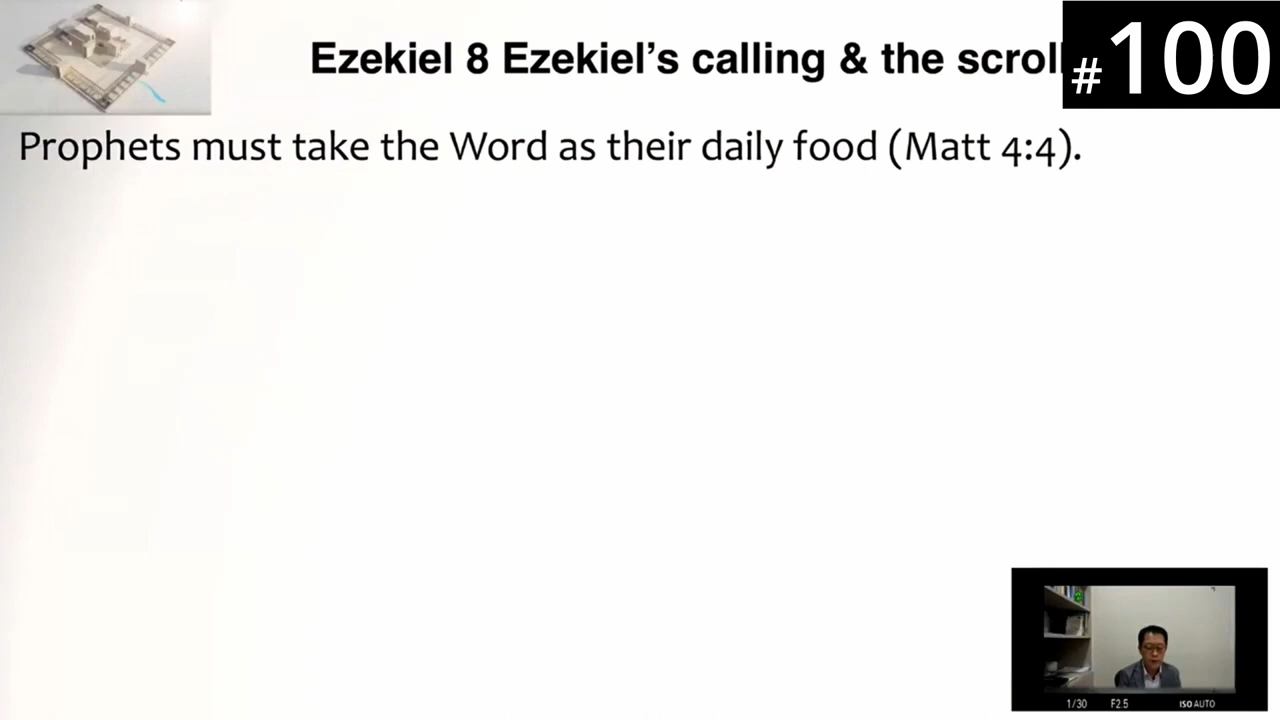 Ezekiel 8 Ezekiel's calling & the scroll
#100
Prophets must take the Word as their daily food (Matt 4:4).
1/30 F2.5 ISO AUTO